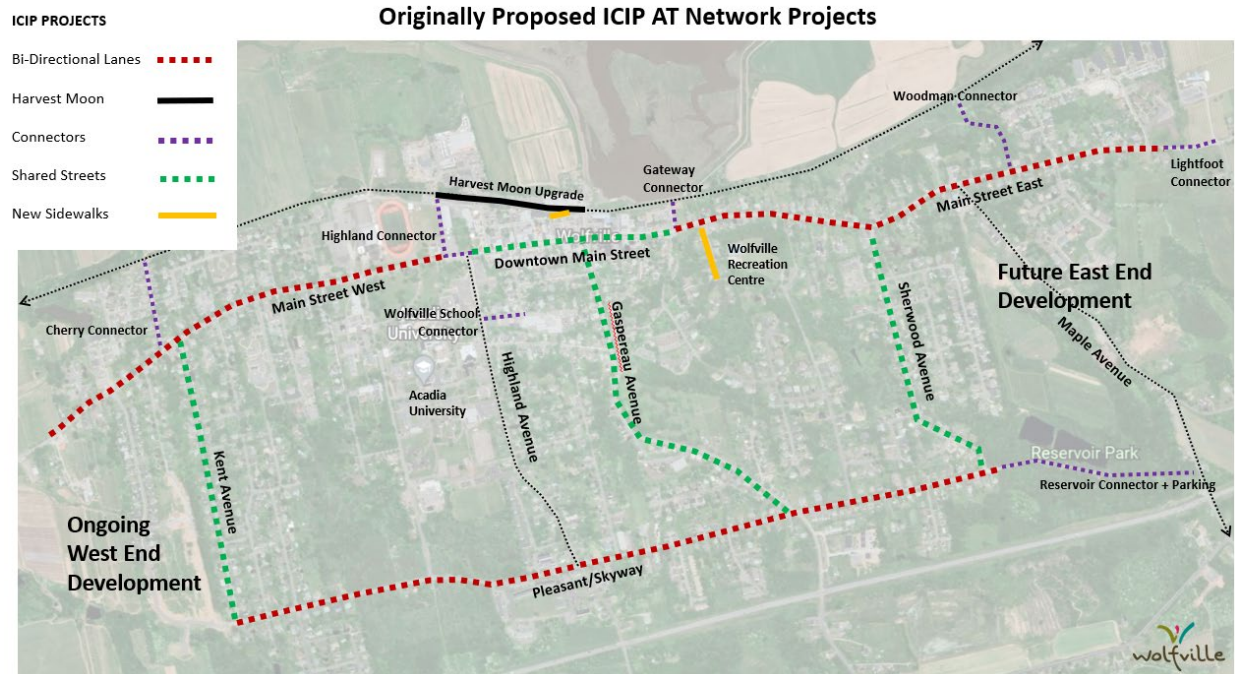 Originally Proposed ICIP AT Network Projects
ICIP PROJECTS
Bi-Directional Lanes
Harvest Moon
Connectors
Shared Streets
New Sidewalks
Woodman Connector
Lightfoot
Connector
Gateway
Connector
Harvest Moon Upgrade
Main Street East
Highland Connector
Wolfville
Downtown Main Street
Wolfville
Recreation
Centre
Future East End
Development
Main Street West
Cherry Connector
Wolfville School
Connector
University
Gaspereau Avenue
Sherwood Avenue
Maple Avenue
Highland Avenue
Acadia
University
Kent Avenue
Reservoir Park
Reservoir Connector + Parking
Ongoing
West End
Development
Pleasant/Skyway
wolfville